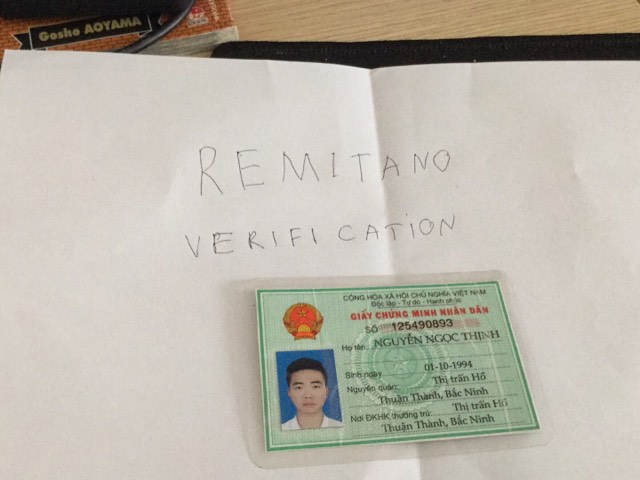 Gosho AOYAMA
REMITANO
VERIFICATION
CỘNG HÒA XÃ HỘI CHỦ NGHĨA VIỆT NAM
Độc lập - Tự do - Hạnh phúc
GIẤY CHỨNG MINH NHÂN DÂN
SỐ 125490893
Họ tên: NGUYỄN NGỌC THỊNH
Sinh ngày 01-10-1994
Nguyên quán: Thị trấn Hồ
Thuận Thành, Bắc Ninh
Nơi ĐKHK thường trú: Thị trấn Hồ
Thuận Thành, Bắc Ninh